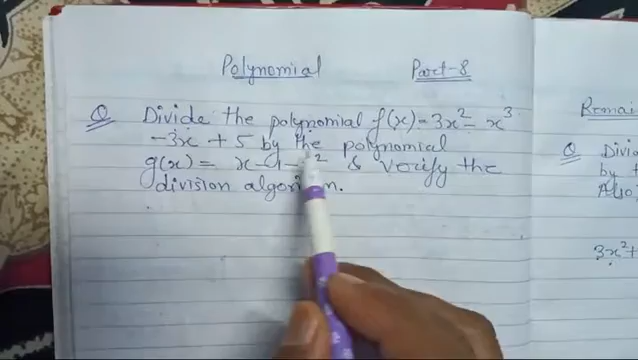 Polynomial Part-8
Q Divide the polynomial f(x) = 3x² - x³
-3x + 5 by the polynomial
g(x) = x-1-x² & verify the
division algorithm.
Remai
Q Divi
by t
Also
3x²+